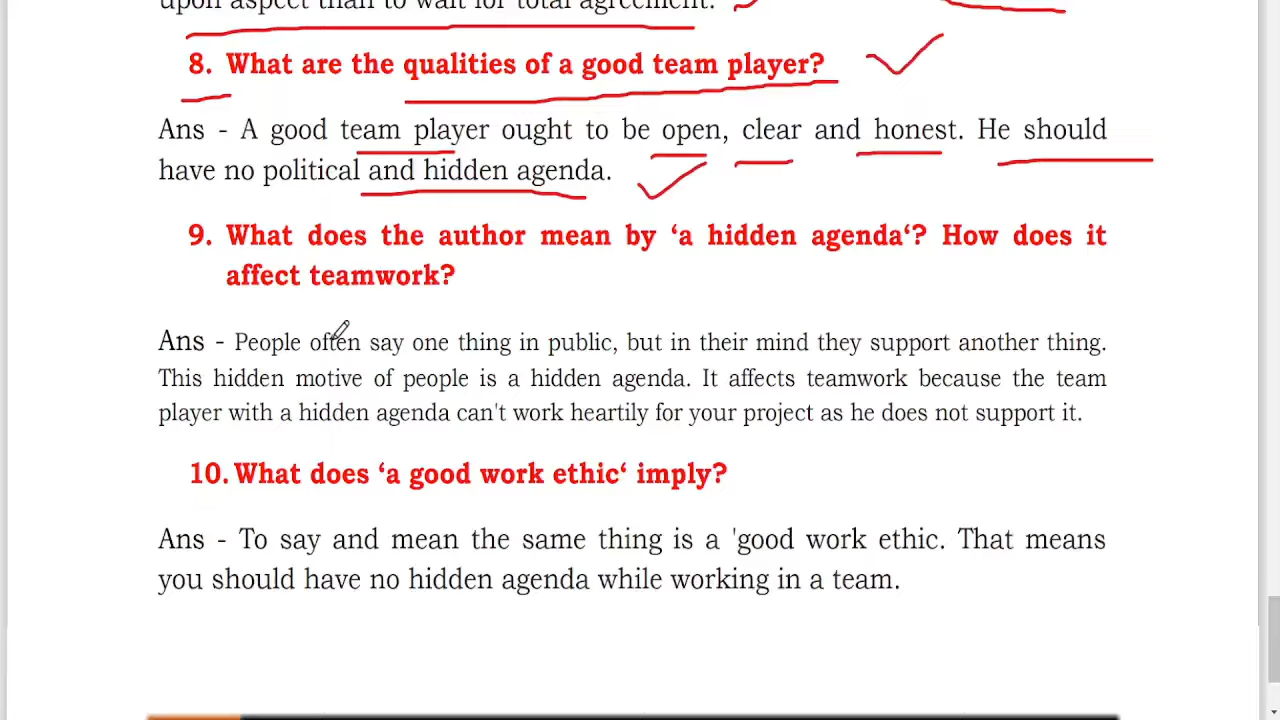 upon aspect than to wait for total agreement.
8. What are the qualities of a good team player?
Ans - A good team player ought to be open, clear and honest. He should
have no political and hidden agenda.
9. What does the author mean by ‘a hidden agenda‘? How does it
affect teamwork?
Ans - People often say one thing in public, but in their mind they support another thing.
This hidden motive of people is a hidden agenda. It affects teamwork because the team
player with a hidden agenda can't work heartily for your project as he does not support it.
10. What does ‘a good work ethic‘ imply?
Ans - To say and mean the same thing is a 'good work ethic. That means
you should have no hidden agenda while working in a team.